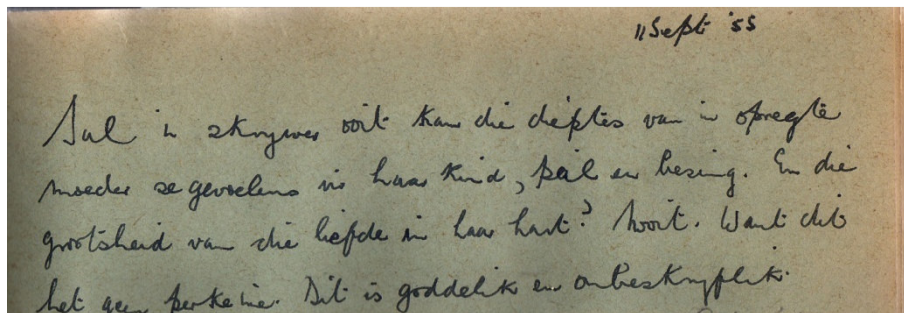 11 Sept '55
Sal 'n skrywer ooit kan die dieptes van 'n opregte
moeder se gevoelens vir haar kind, peil en besing. En die
grootsheid van die liefde in haar hart? Nooit. Want dit
het geen perke nie. Dit is goddelik en onbeskryflik.